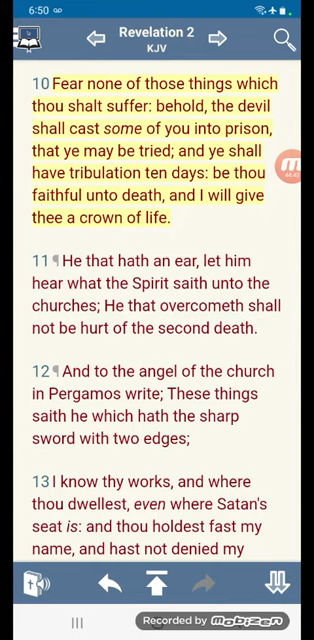 6:50
Revelation 2
KJV
10 Fear none of those things which
thou shalt suffer: behold, the devil
shall cast some of you into prison,
that ye may be tried; and ye shall
have tribulation ten days: be thou
faithful unto death, and I will give
thee a crown of life.
11 ¶ He that hath an ear, let him
hear what the Spirit saith unto the
churches; He that overcometh shall
not be hurt of the second death.
12 ¶ And to the angel of the church
in Pergamos write; These things
saith he which hath the sharp
sword with two edges;
13 I know thy works, and where
thou dwellest, even where Satan's
seat is: and thou holdest fast my
name, and hast not denied my
Recorded by mobizen